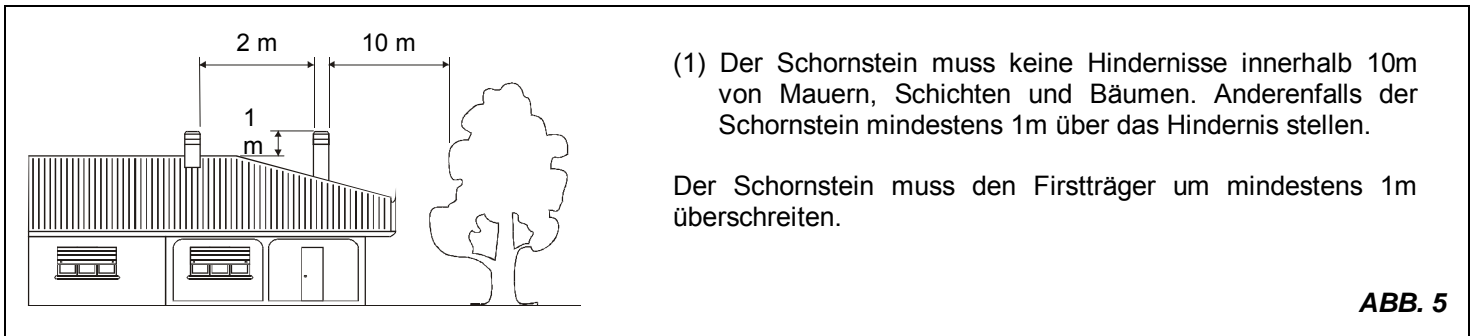 2 m
10 m
1
m
(1) Der Schornstein muss keine Hindernisse innerhalb 10m
von Mauern, Schichten und Bäumen. Anderenfalls der
Schornstein mindestens 1m über das Hindernis stellen.
Der Schornstein muss den Firstträger um mindestens 1m
überschreiten.
ABB. 5